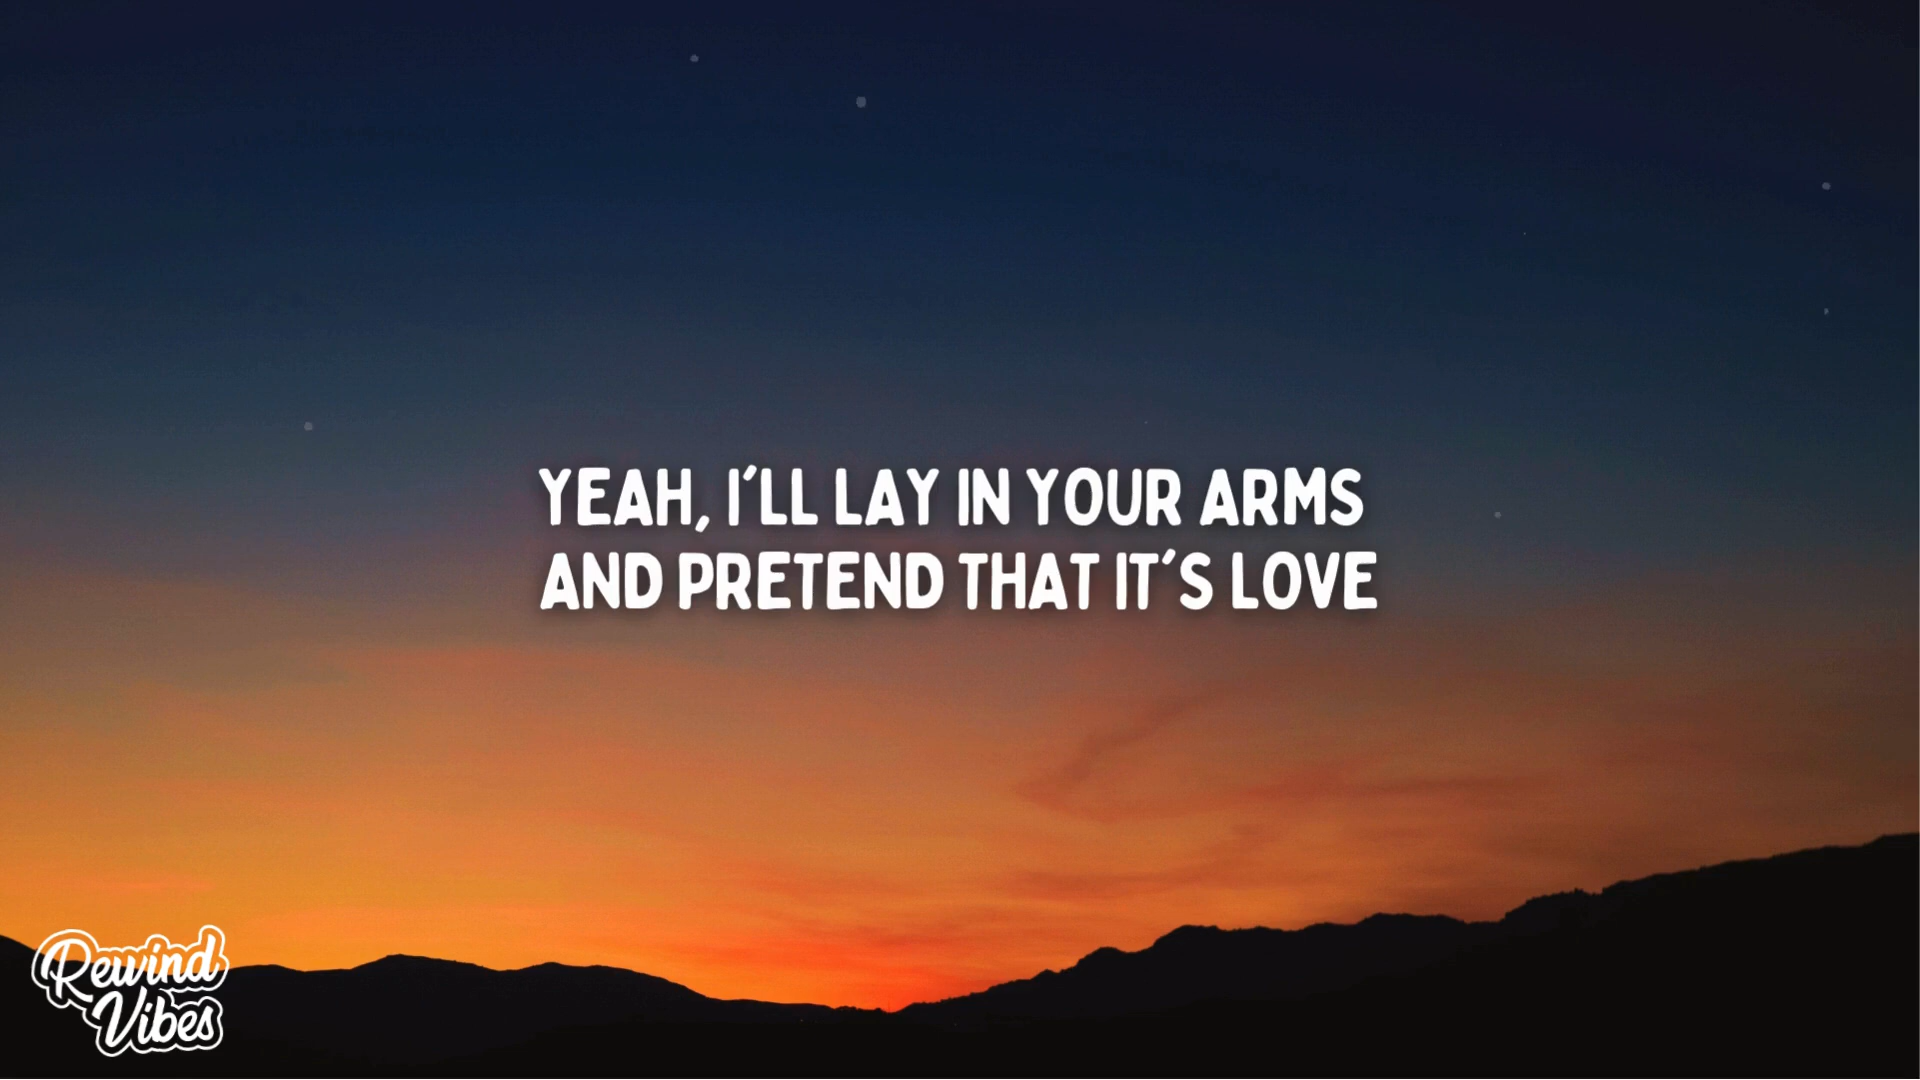 YEAH, I'LL LAY IN YOUR ARMS
AND PRETEND THAT IT'S LOVE
Rewind
Vibes